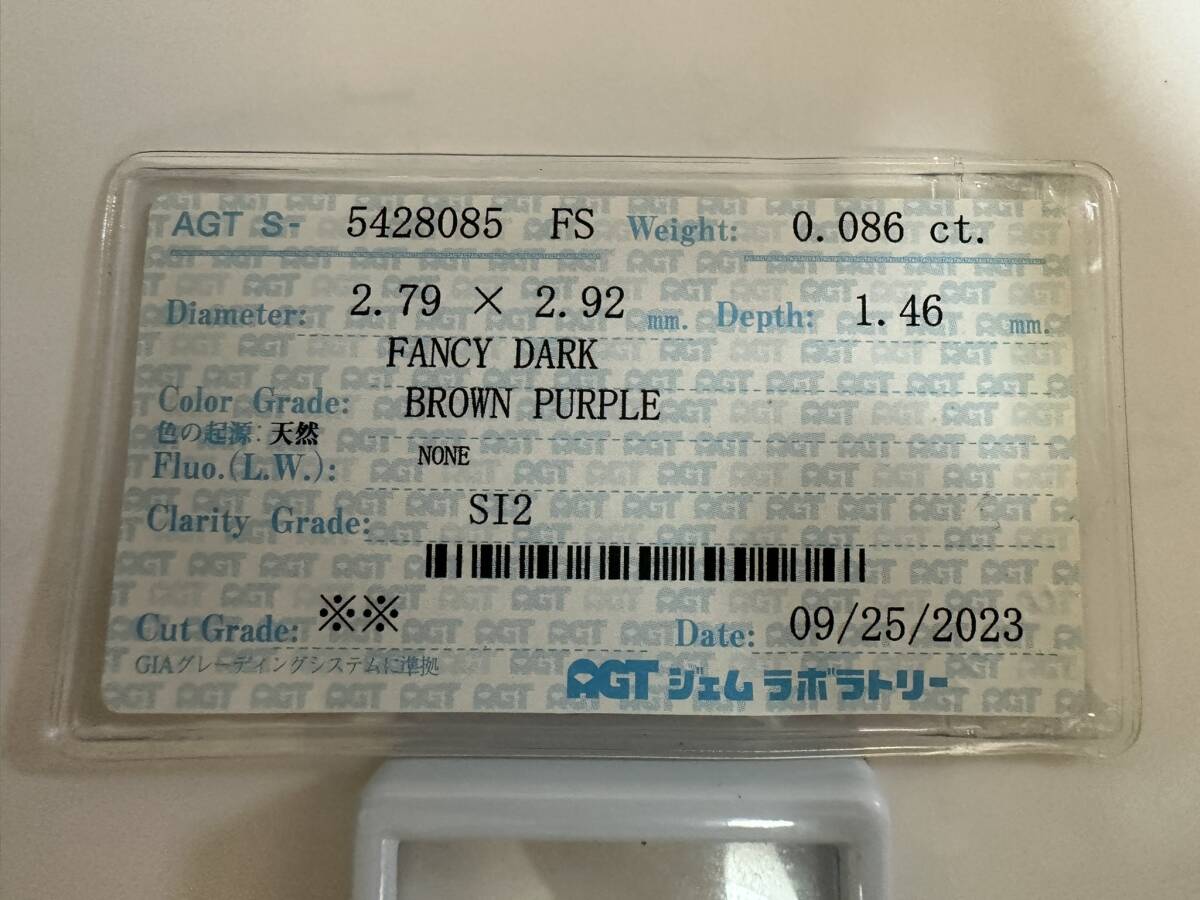 AGT S- 5428085 FS Weight: 0.086 ct.
Diameter: 2.79 × 2.92 mm. Depth: 1.46 mm.
FANCY DARK
Color Grade: BROWN PURPLE
色の起源:天然
Fluo.(L.W.): NONE
Clarity Grade: SI2
Cut Grade: ※※ Date: 09/25/2023
GIAグレーディングシステムに準拠
AGT ジェムラボラトリー